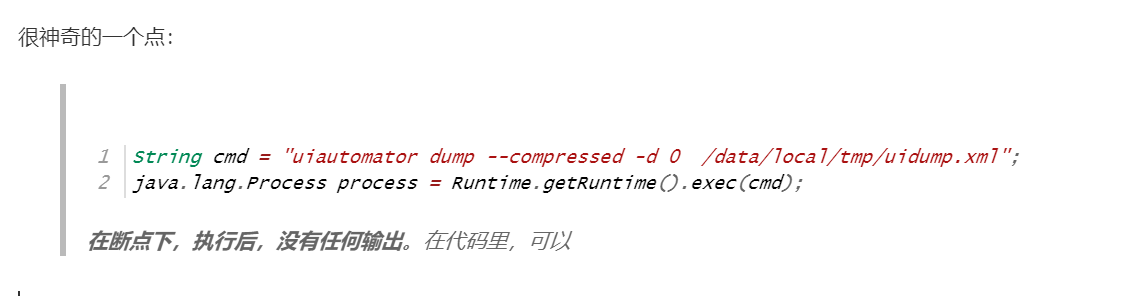 很神奇的一个点：
1 String cmd = "uiautomator dump --compressed -d 0  /data/local/tmp/uidump.xml";
2 java.lang.Process process = Runtime.getRuntime().exec(cmd);
在断点下，执行后，没有任何输出。在代码里，可以